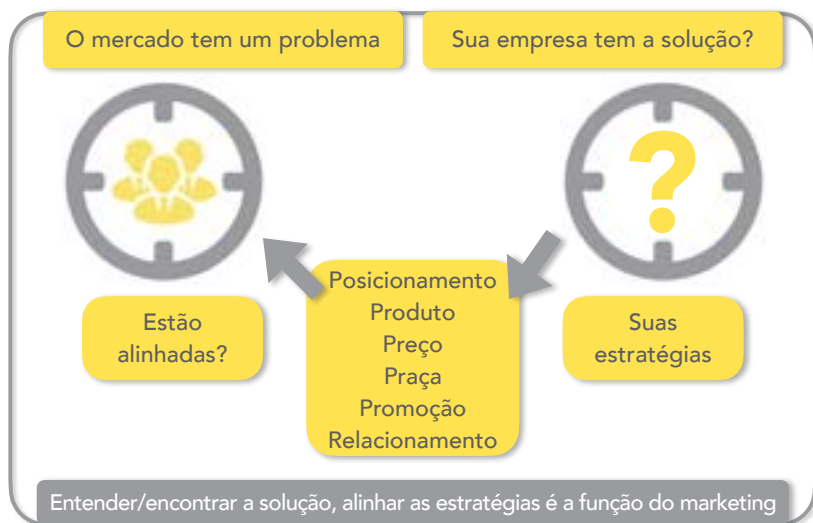 O mercado tem um problema
Sua empresa tem a solução?
?
Posicionamento
Produto
Preço
Praça
Promoção
Relacionamento
Estão
alinhadas?
Suas
estratégias
Entender/encontrar a solução, alinhar as estratégias é a função do marketing